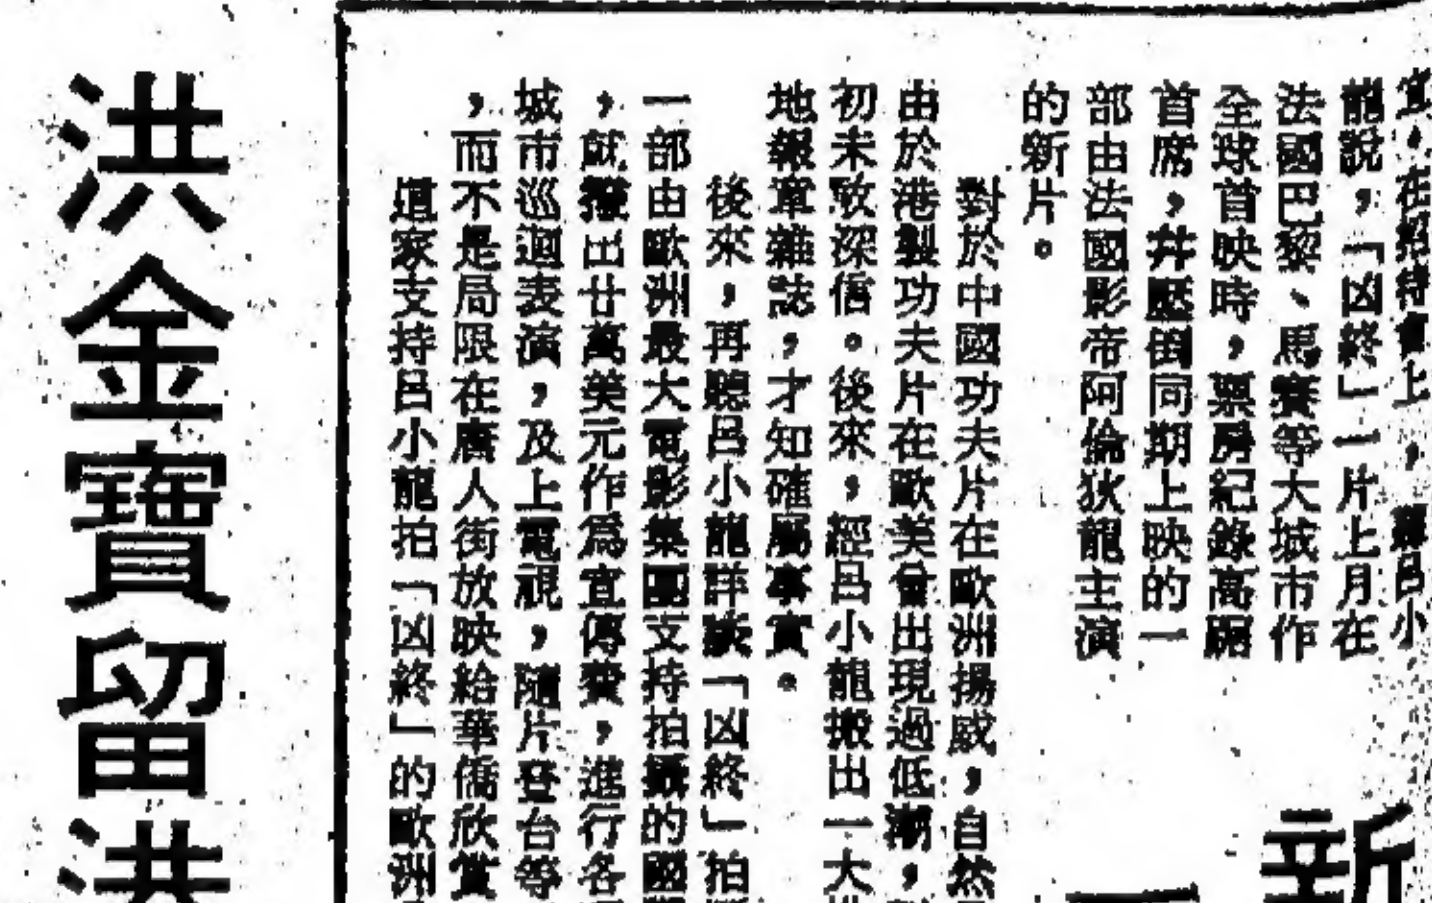 在招待會上，據呂小
龍說，「凶終」一片上月在
法國巴黎、馬賽等大城市作
全球首映時，票房紀錄高踞
首席，并壓倒同期上映的一
部由法國影帝阿倫狄龍主演
的新片。
對於中國功夫片在歐洲揚威，自然
由於港製功夫片在歐美會出現過低潮，
初未敢深信。後來，經呂小龍搬出一大
地報章雜誌，才知確屬事實。
後來，再聽呂小龍詳談「凶終」拍
一部由歐洲最大電影集團支持拍攝的國
，就撥出廿萬美元作為宣傳費，進行各
城市巡迴表演，及上電視，隨片登台等
，而不是局限在唐人街放映給華僑欣賞
這家支持呂小龍拍「凶終」的歐洲
新
洪金寶留洪